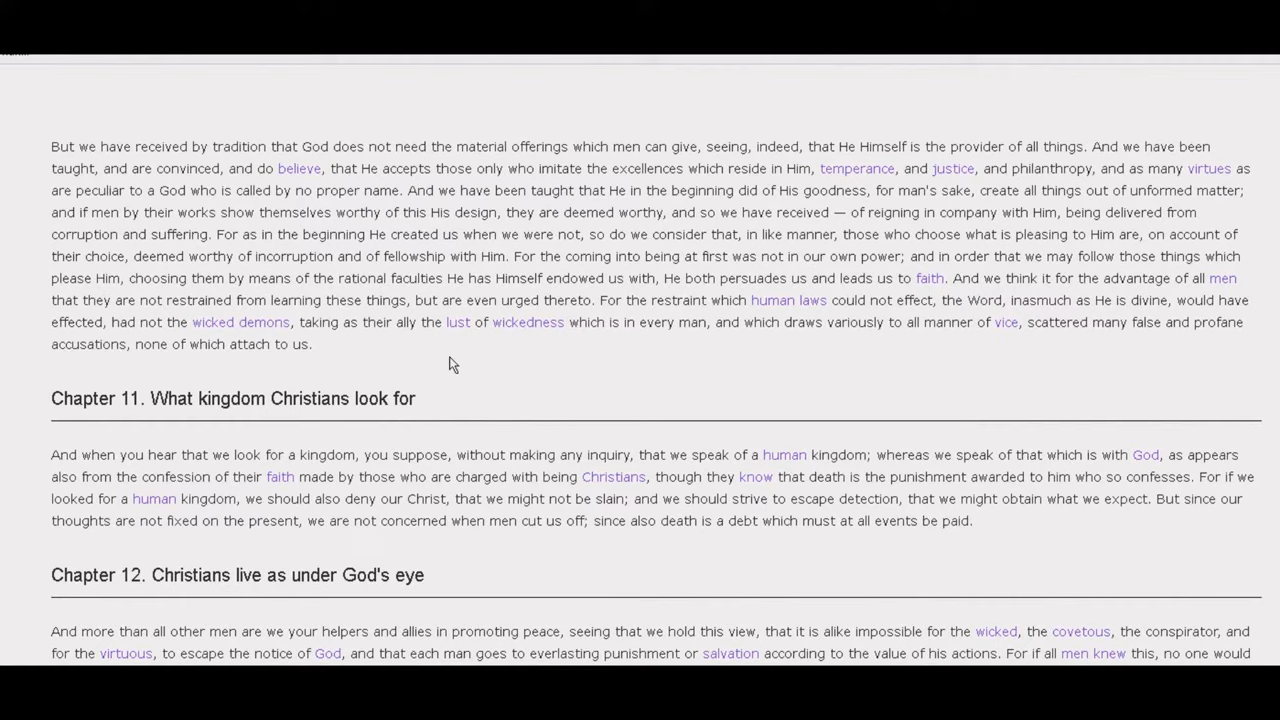 But we have received by tradition that God does not need the material offerings which men can give, seeing, indeed, that He Himself is the provider of all things. And we have been
taught, and are convinced, and do believe, that He accepts those only who imitate the excellences which reside in Him, temperance, and justice, and philanthropy, and as many virtues as
are peculiar to a God who is called by no proper name. And we have been taught that He in the beginning did of His goodness, for man's sake, create all things out of unformed matter;
and if men by their works show themselves worthy of this His design, they are deemed worthy, and so we have received — of reigning in company with Him, being delivered from
corruption and suffering. For as in the beginning He created us when we were not, so do we consider that, in like manner, those who choose what is pleasing to Him are, on account of
their choice, deemed worthy of incorruption and of fellowship with Him. For the coming into being at first was not in our own power; and in order that we may follow those things which
please Him, choosing them by means of the rational faculties He has Himself endowed us with, He both persuades us and leads us to faith. And we think it for the advantage of all men
that they are not restrained from learning these things, but are even urged thereto. For the restraint which human laws could not effect, the Word, inasmuch as He is divine, would have
effected, had not the wicked demons, taking as their ally the lust of wickedness which is in every man, and which draws variously to all manner of vice, scattered many false and profane
accusations, none of which attach to us.
Chapter 11. What kingdom Christians look for
And when you hear that we look for a kingdom, you suppose, without making any inquiry, that we speak of a human kingdom; whereas we speak of that which is with God, as appears
also from the confession of their faith made by those who are charged with being Christians, though they know that death is the punishment awarded to him who so confesses. For if we
looked for a human kingdom, we should also deny our Christ, that we might not be slain; and we should strive to escape detection, that we might obtain what we expect. But since our
thoughts are not fixed on the present, we are not concerned when men cut us off; since also death is a debt which must at all events be paid.
Chapter 12. Christians live as under God's eye
And more than all other men are we your helpers and allies in promoting peace, seeing that we hold this view, that it is alike impossible for the wicked, the covetous, the conspirator, and
for the virtuous, to escape the notice of God, and that each man goes to everlasting punishment or salvation according to the value of his actions. For if all men knew this, no one would